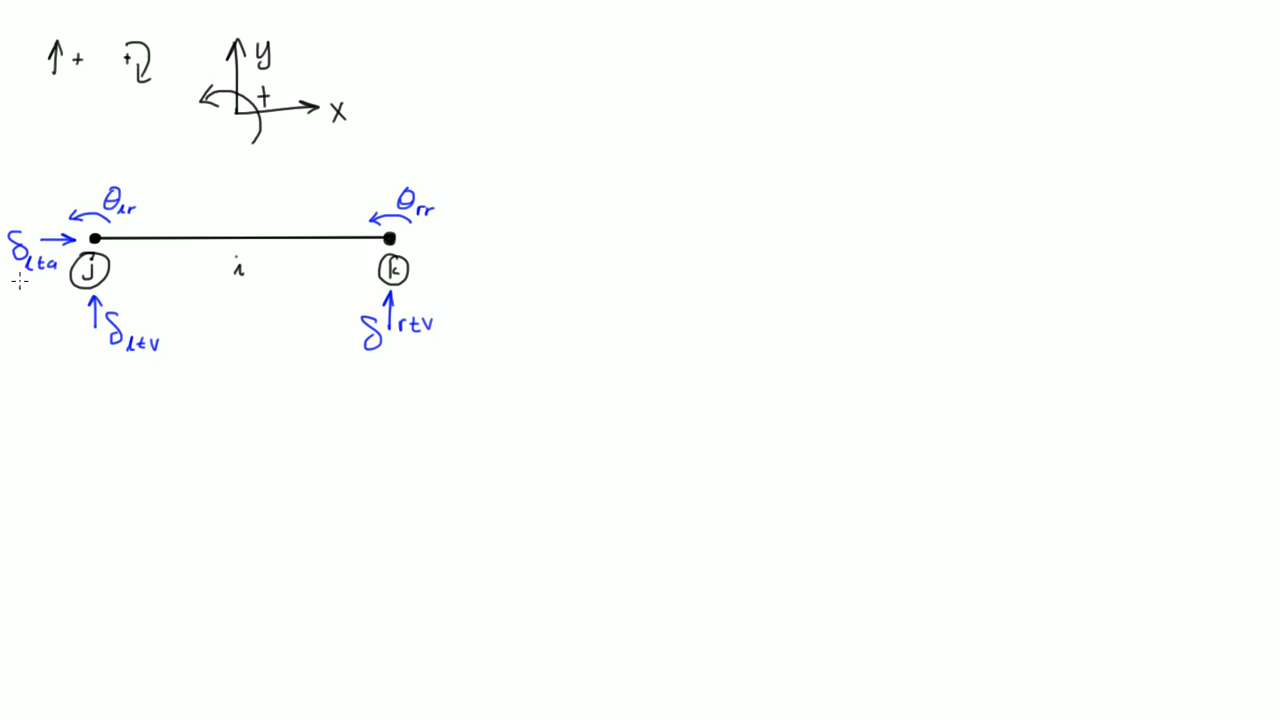 + + y
+ x
θlr θrr
δlta
j i k
δltv δrtv